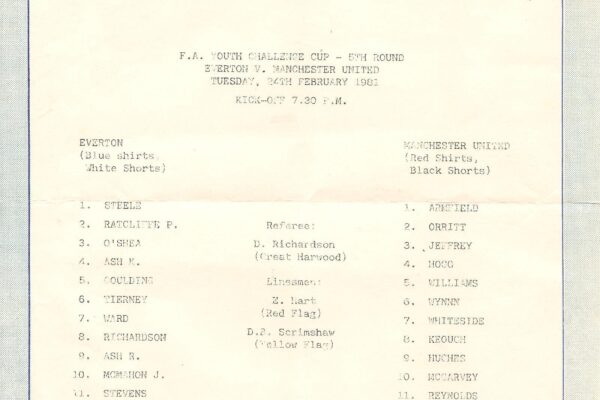 F.A. YOUTH CHALLENGE CUP - 5TH ROUND
EVERTON V. MANCHESTER UNITED
TUESDAY, 24TH FEBRUARY 1981
KICK-OFF 7.30 P.M.
EVERTON
(Blue shirts,
White Shorts)
MANCHESTER UNITED
(Red Shirts,
Black Shorts)
1. STEELE
2. RATCLIFFE P.
3. O'SHEA
4. ASH M.
5. GOULDING
6. TIERNEY
7. WARD
8. RICHARDSON
9. ASH R.
10. MCMAHON J.
11. STEVENS
Referee:
D. Richardson
(Great Harwood)
Linesmen:
Z. Hart
(Red Flag)
D.B. Scrimshaw
(Yellow Flag)
1. ARMFIELD
2. ORRITT
3. JEFFREY
4. HOGG
5. WILLIAMS
6. WYNNN
7. WHITESIDE
8. KEOUGH
9. HUGHES
10. MCGARVEY
11. REYNOLDS